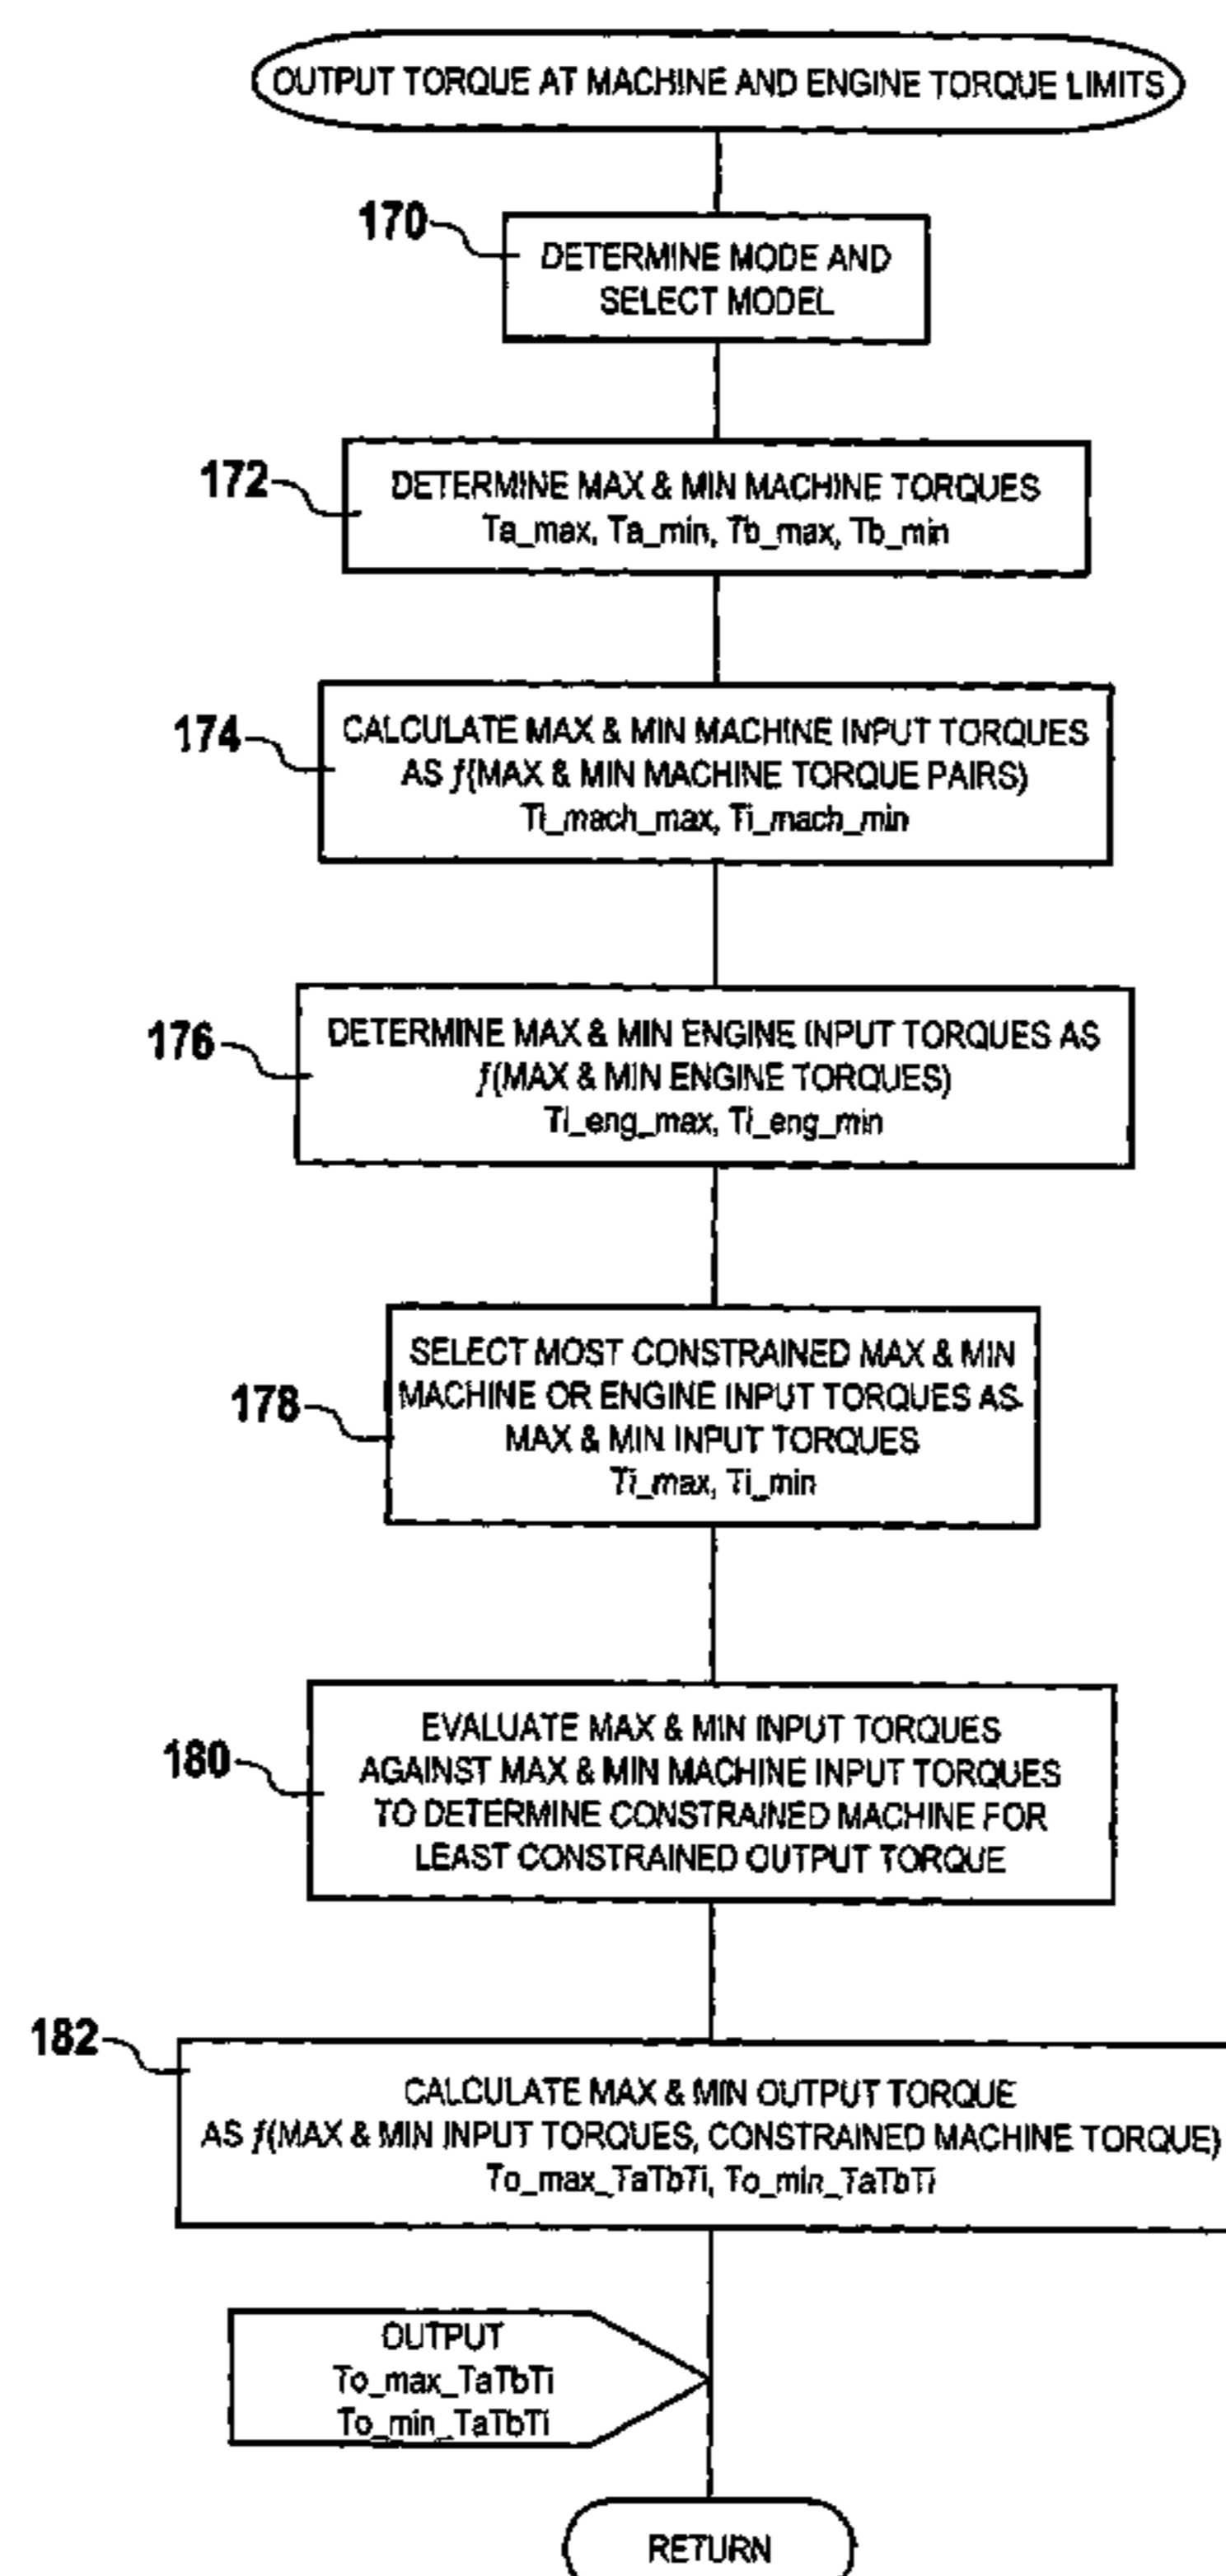 OUTPUT TORQUE AT MACHINE AND ENGINE TORQUE LIMITS
170
DETERMINE MODE AND
SELECT MODEL
172
DETERMINE MAX & MIN MACHINE TORQUES
Ta_max, Ta_min, Tb_max, Tb_min
174
CALCULATE MAX & MIN MACHINE INPUT TORQUES
AS ƒ(MAX & MIN MACHINE TORQUE PAIRS)
Ti_mach_max, Ti_mach_min
176
DETERMINE MAX & MIN ENGINE INPUT TORQUES AS
ƒ(MAX & MIN ENGINE TORQUES)
Ti_eng_max, Ti_eng_min
178
SELECT MOST CONSTRAINED MAX & MIN
MACHINE OR ENGINE INPUT TORQUES AS
MAX & MIN INPUT TORQUES
Ti_max, Ti_min
180
EVALUATE MAX & MIN INPUT TORQUES
AGAINST MAX & MIN MACHINE INPUT TORQUES
TO DETERMINE CONSTRAINED MACHINE FOR
LEAST CONSTRAINED OUTPUT TORQUE
182
CALCULATE MAX & MIN OUTPUT TORQUE
AS ƒ(MAX & MIN INPUT TORQUES, CONSTRAINED MACHINE TORQUE)
To_max_TaTbTi, To_min_TaTbTi
OUTPUT
To_max_TaTbTi
To_min_TaTbTi
RETURN